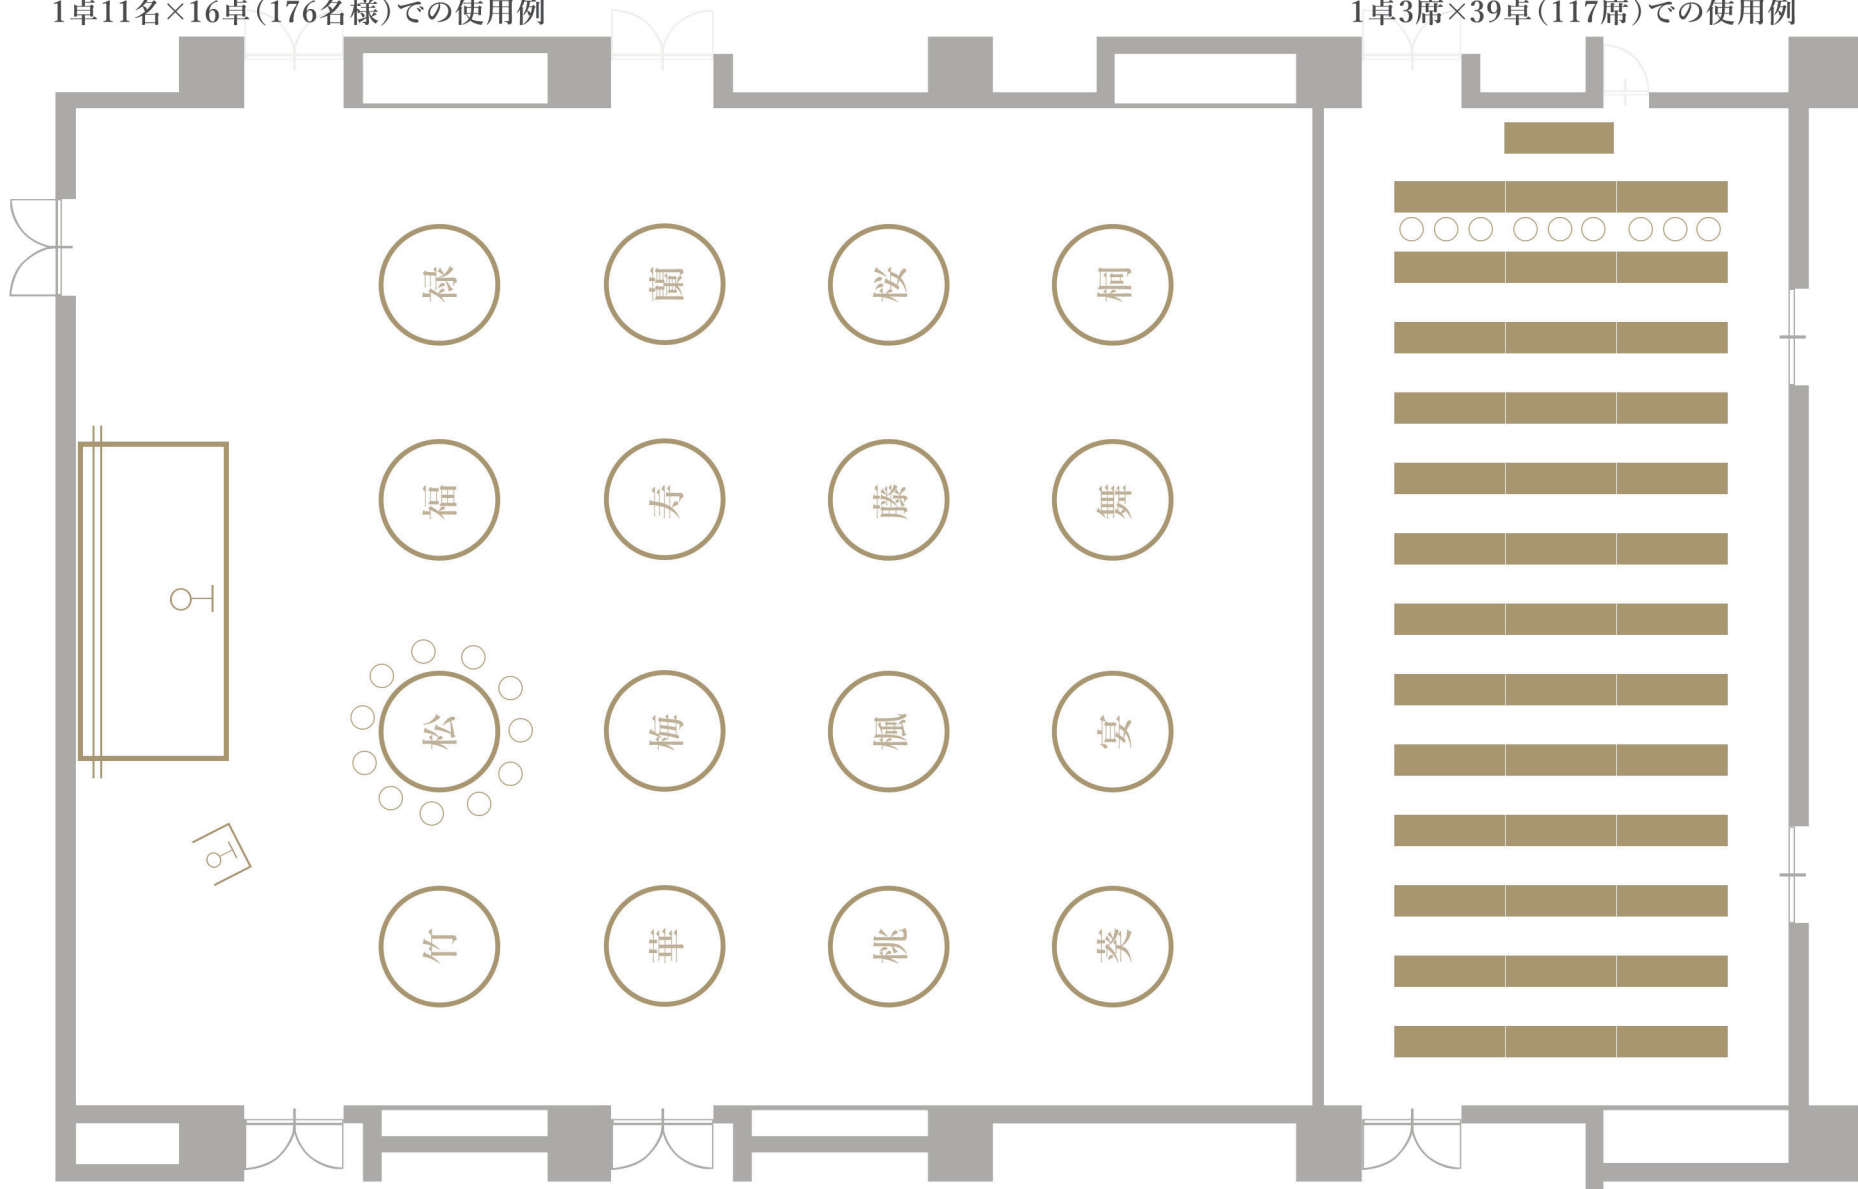 1卓11名×16卓（176名様）での使用例
1卓3席×39卓（117席）での使用例
禄
蘭
桜
桐
福
寿
藤
舞
松
梅
楓
宴
竹
華
桃
葵